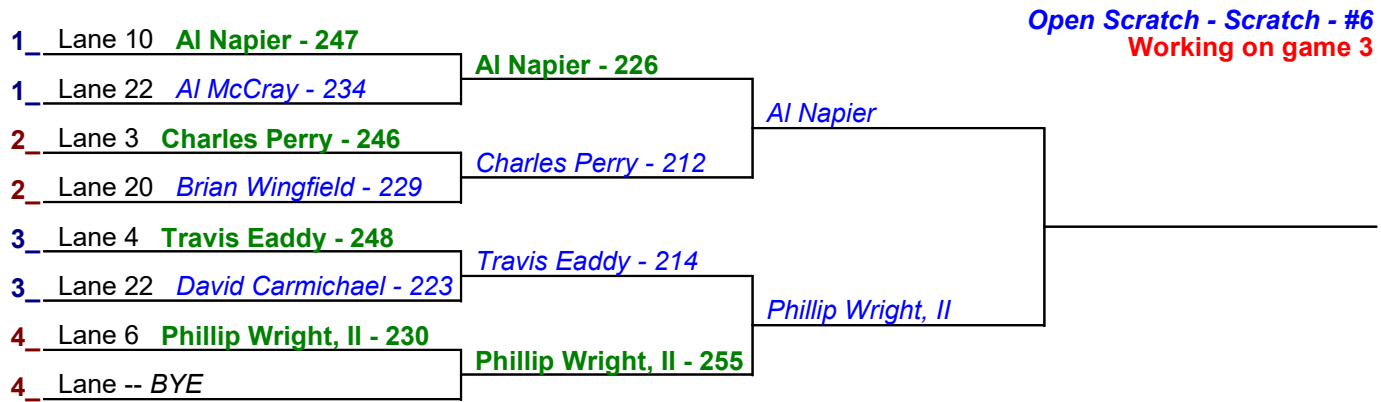 Open Scratch - Scratch - #6
Working on game 3
1_ Lane 10 Al Napier - 247
Al Napier - 226
1_ Lane 22 Al McCray - 234
Al Napier
2_ Lane 3 Charles Perry - 246
Charles Perry - 212
2_ Lane 20 Brian Wingfield - 229
3_ Lane 4 Travis Eaddy - 248
Travis Eaddy - 214
3_ Lane 22 David Carmichael - 223
Phillip Wright, II
4_ Lane 6 Phillip Wright, II - 230
Phillip Wright, II - 255
4_ Lane -- BYE